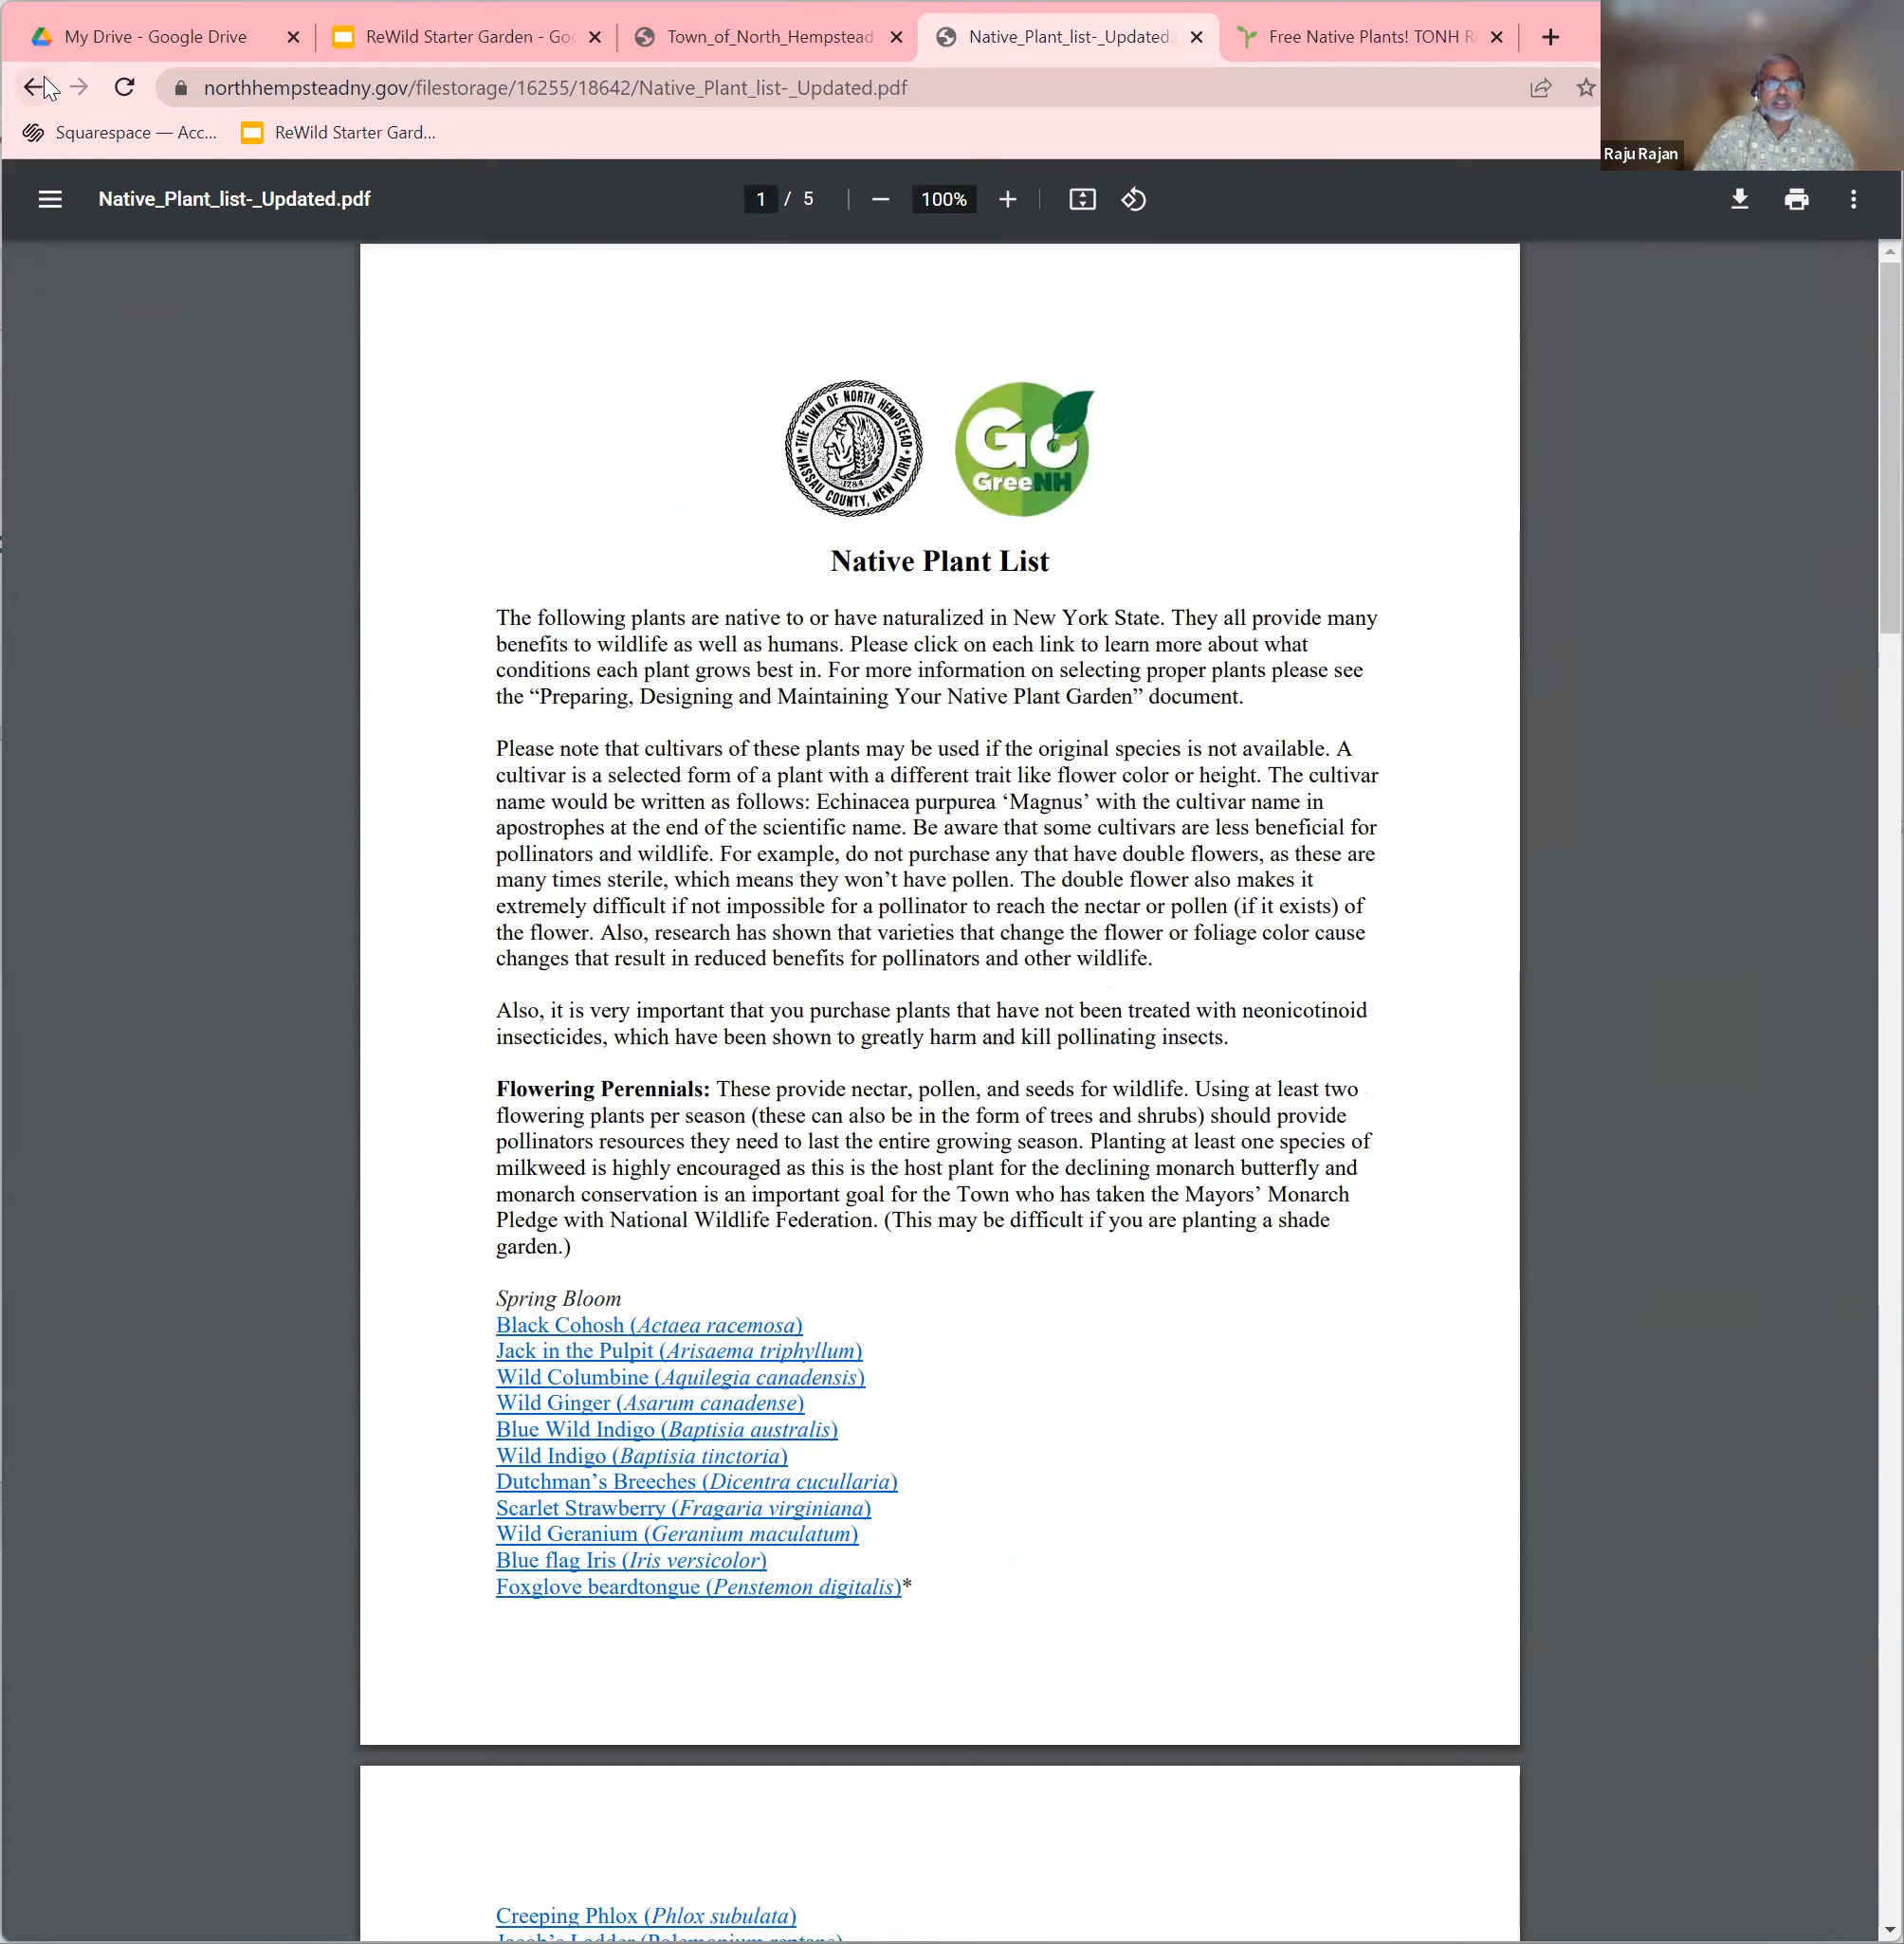 My Drive - Google Drive
ReWild Starter Garden - Goo
Town_of_North_Hempstead
Native_Plant_list-_Updated.
Free Native Plants! TONH R
northhempsteadny.gov/filestorage/16255/18642/Native_Plant_list-_Updated.pdf
Squarespace — Acc...
ReWild Starter Gard...
Raju Rajan
Native_Plant_list-_Updated.pdf
1 / 5
100%
THE TOWN OF NORTH HEMPSTEAD
1784
NASSAU COUNTY, NEW YORK
Go
GreeNH
Native Plant List
The following plants are native to or have naturalized in New York State. They all provide many
benefits to wildlife as well as humans. Please click on each link to learn more about what
conditions each plant grows best in. For more information on selecting proper plants please see
the “Preparing, Designing and Maintaining Your Native Plant Garden” document.
Please note that cultivars of these plants may be used if the original species is not available. A
cultivar is a selected form of a plant with a different trait like flower color or height. The cultivar
name would be written as follows: Echinacea purpurea ‘Magnus’ with the cultivar name in
apostrophes at the end of the scientific name. Be aware that some cultivars are less beneficial for
pollinators and wildlife. For example, do not purchase any that have double flowers, as these are
many times sterile, which means they won’t have pollen. The double flower also makes it
extremely difficult if not impossible for a pollinator to reach the nectar or pollen (if it exists) of
the flower. Also, research has shown that varieties that change the flower or foliage color cause
changes that result in reduced benefits for pollinators and other wildlife.
Also, it is very important that you purchase plants that have not been treated with neonicotinoid
insecticides, which have been shown to greatly harm and kill pollinating insects.
Flowering Perennials: These provide nectar, pollen, and seeds for wildlife. Using at least two
flowering plants per season (these can also be in the form of trees and shrubs) should provide
pollinators resources they need to last the entire growing season. Planting at least one species of
milkweed is highly encouraged as this is the host plant for the declining monarch butterfly and
monarch conservation is an important goal for the Town who has taken the Mayors’ Monarch
Pledge with National Wildlife Federation. (This may be difficult if you are planting a shade
garden.)
Spring Bloom
Black Cohosh (Actaea racemosa)
Jack in the Pulpit (Arisaema triphyllum)
Wild Columbine (Aquilegia canadensis)
Wild Ginger (Asarum canadense)
Blue Wild Indigo (Baptisia australis)
Wild Indigo (Baptisia tinctoria)
Dutchman’s Breeches (Dicentra cucullaria)
Scarlet Strawberry (Fragaria virginiana)
Wild Geranium (Geranium maculatum)
Blue flag Iris (Iris versicolor)
Foxglove beardtongue (Penstemon digitalis)*
Creeping Phlox (Phlox subulata)
Jacob’s Ladder (Polemonium reptans)